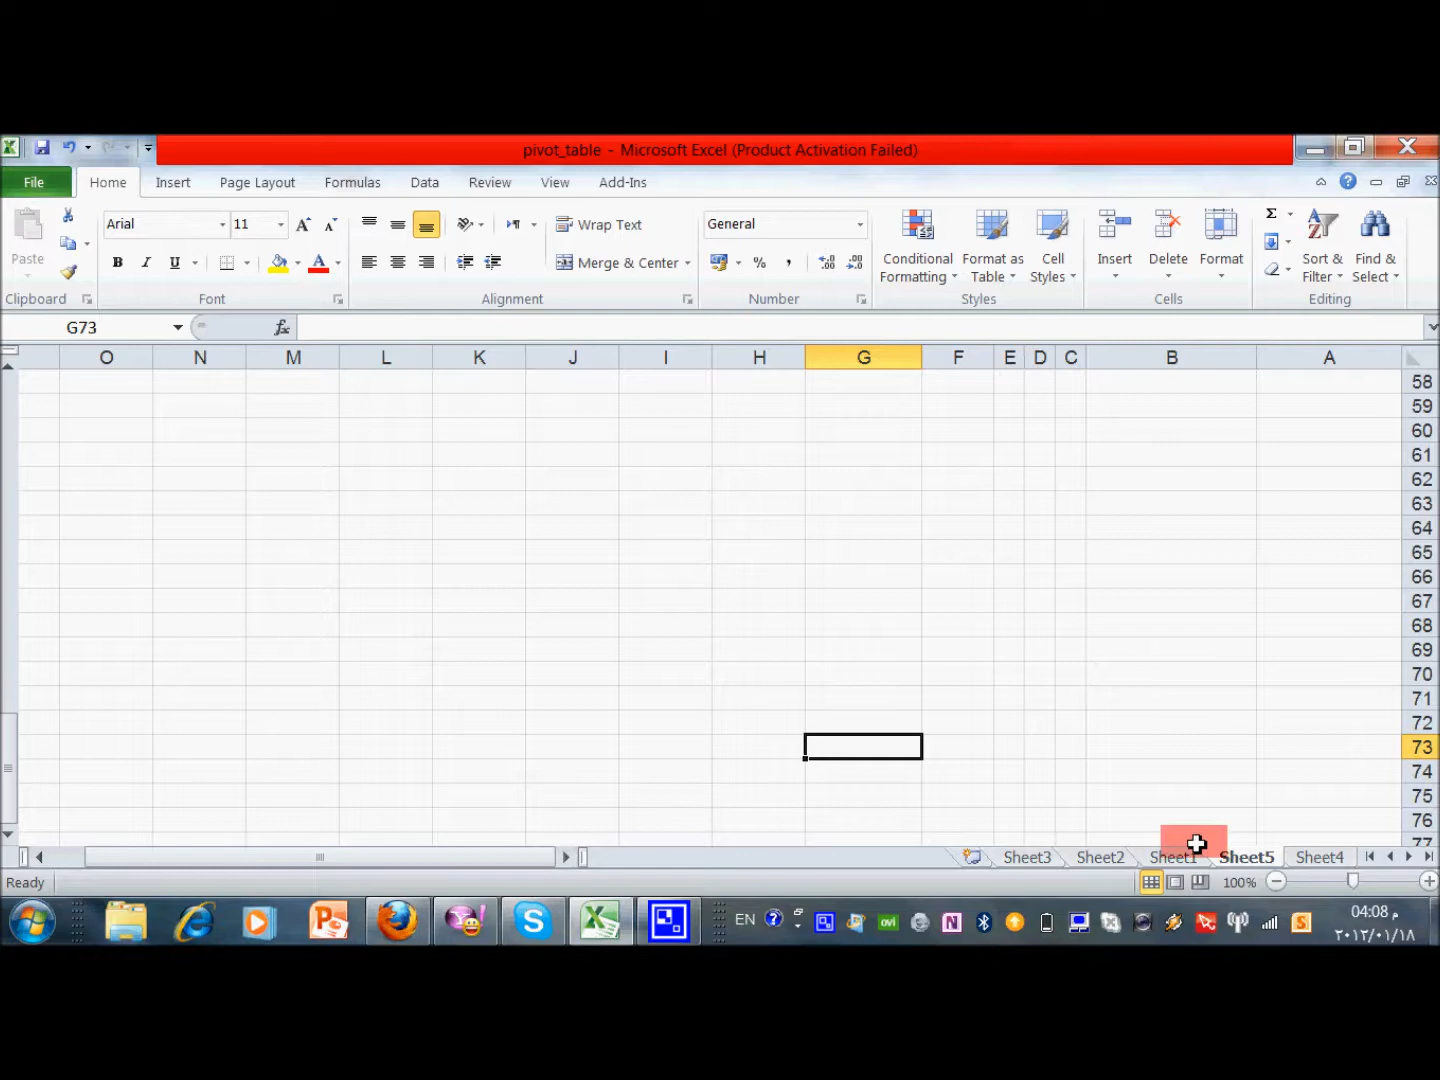 pivot_table - Microsoft Excel (Product Activation Failed)
File Home Insert Page Layout Formulas Data Review View Add-Ins
Paste
Clipboard
Arial 11
B I U
Font
Wrap Text
Merge & Center
Alignment
General
%
Number
Conditional Formatting
Format as Table
Cell Styles
Styles
Insert
Delete
Format
Cells
Σ
Sort & Filter
Find & Select
Editing
G73
fx
O N M L K J I H G F E D C B A
58
59
60
61
62
63
64
65
66
67
68
69
70
71
72
73
74
75
76
77
Sheet3 Sheet2 Sheet1 Sheet5 Sheet4
Ready
100%
EN
ovi
04:08 م
٢٠١٢/٠١/١٨